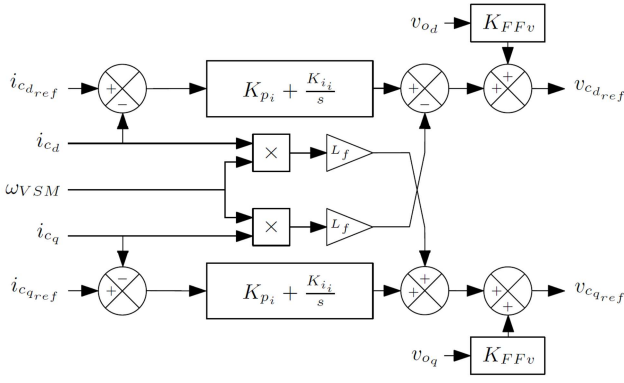 v_{o_d} K_{FFv}
i_{c_{d_{ref}}} + − K_{p_i} + \frac{K_{i_i}}{s} + − + + v_{c_{d_{ref}}}
i_{c_d} × L_f
ω_{VSM}
i_{c_q} × L_f
i_{c_{q_{ref}}} − + K_{p_i} + \frac{K_{i_i}}{s} + + + + v_{c_{q_{ref}}}
v_{o_q} K_{FFv}